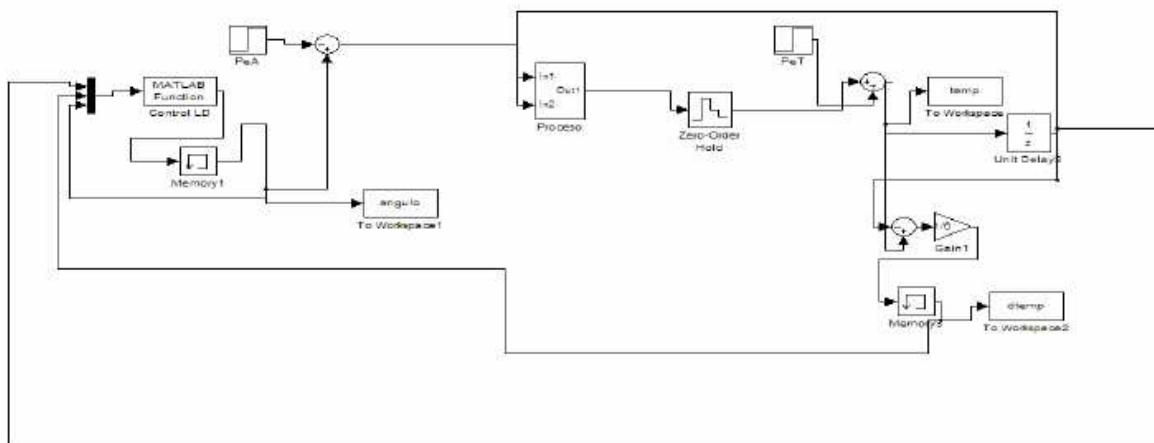 PeA
PeT
MATLAB
Function
Control LD
In1
Out1
In2
Proceso
Zero-Order
Hold
temp
To Workspace
1
z
Unit Delay
Memory1
angulo
To Workspace1
Gain1
dtemp
To Workspace2